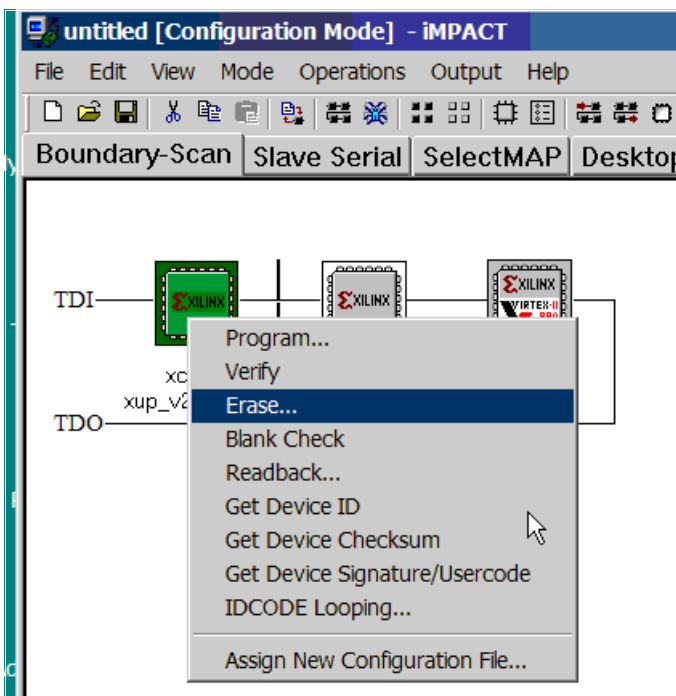 untitled [Configuration Mode] - iMPACT
File Edit View Mode Operations Output Help
Boundary-Scan Slave Serial SelectMAP Desktop
TDI XILINX XILINX XILINX
VIRTEX-II
PRO
Program...
xc Verify
xup_v2 Erase...
TDO
Blank Check
Readback...
Get Device ID
Get Device Checksum
Get Device Signature/Usercode
IDCODE Looping...
Assign New Configuration File...